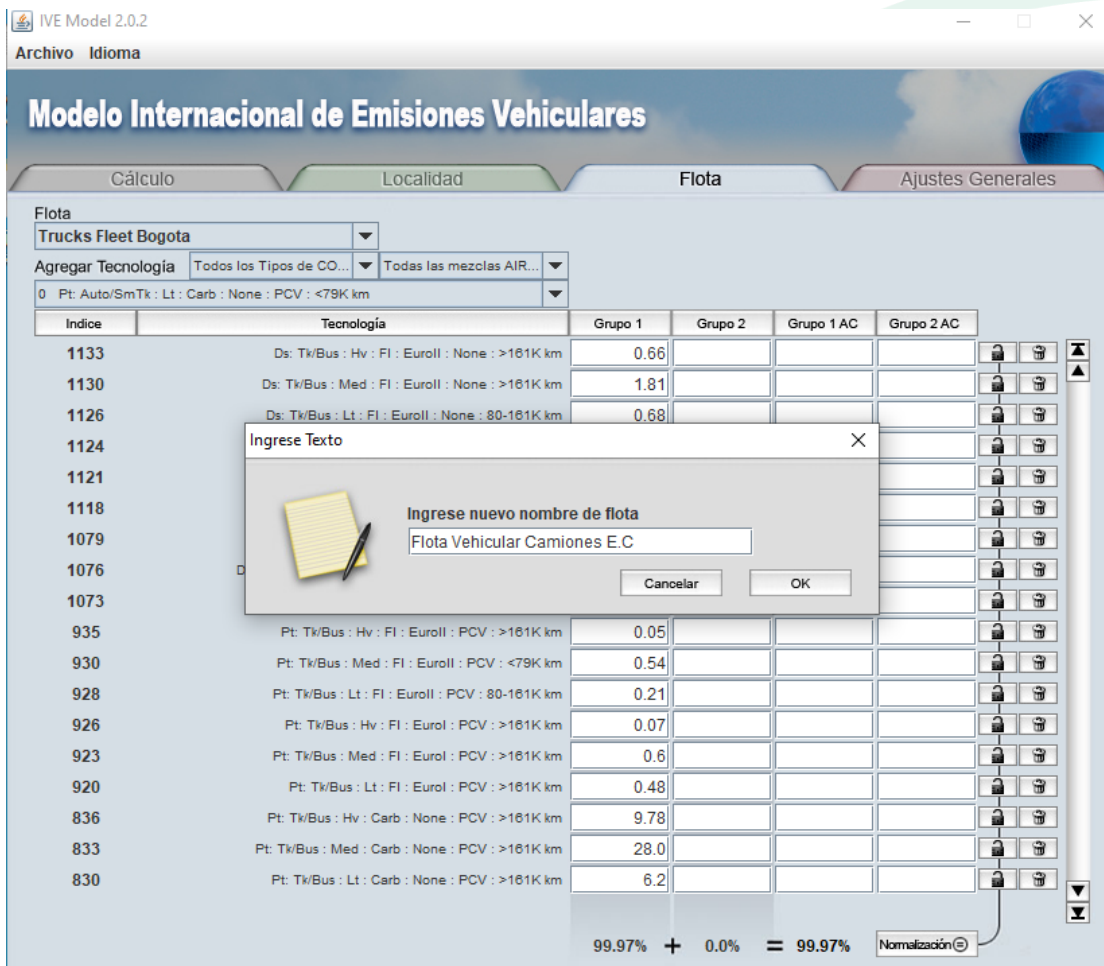 IVE Model 2.0.2
Archivo Idioma
Modelo Internacional de Emisiones Vehiculares
Cálculo Localidad Flota Ajustes Generales
Flota
Trucks Fleet Bogota
Agregar Tecnología Todos los Tipos de CO... Todas las mezclas AIR...
0 Pt: Auto/SmTk : Lt : Carb : None : PCV : <79K km
Indice Tecnología Grupo 1 Grupo 2 Grupo 1 AC Grupo 2 AC
1133 Ds: Tk/Bus : Hv : FI : EuroII : None : >161K km 0.66
1130 Ds: Tk/Bus : Med : FI : EuroII : None : >161K km 1.81
1126 Ds: Tk/Bus : Lt : FI : EuroII : None : 80-161K km 0.68
1124
1121
1118
1079
1076 D
1073
Ingrese Texto
Ingrese nuevo nombre de flota
Flota Vehicular Camiones E.C
Cancelar OK
935 Pt: Tk/Bus : Hv : FI : EuroII : PCV : >161K km 0.05
930 Pt: Tk/Bus : Med : FI : EuroII : PCV : <79K km 0.54
928 Pt: Tk/Bus : Lt : FI : EuroII : PCV : 80-161K km 0.21
926 Pt: Tk/Bus : Hv : FI : EuroI : PCV : >161K km 0.07
923 Pt: Tk/Bus : Med : FI : EuroI : PCV : >161K km 0.6
920 Pt: Tk/Bus : Lt : FI : EuroI : PCV : >161K km 0.48
836 Pt: Tk/Bus : Hv : Carb : None : PCV : >161K km 9.78
833 Pt: Tk/Bus : Med : Carb : None : PCV : >161K km 28.0
830 Pt: Tk/Bus : Lt : Carb : None : PCV : >161K km 6.2
99.97% + 0.0% = 99.97% Normalización